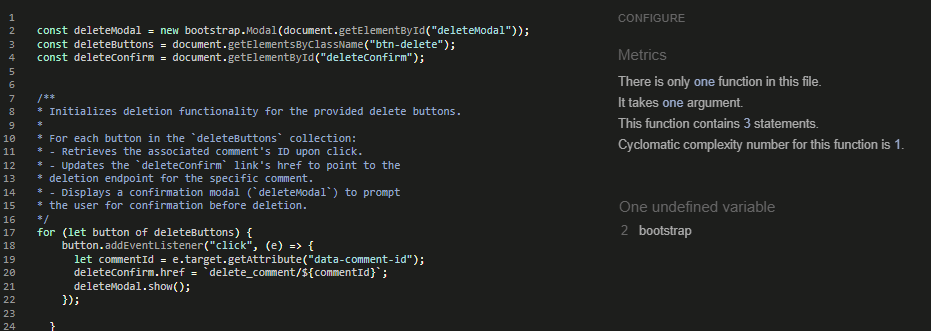 1
2 const deleteModal = new bootstrap.Modal(document.getElementById("deleteModal"));
3 const deleteButtons = document.getElementsByClassName("btn-delete");
4 const deleteConfirm = document.getElementById("deleteConfirm");
5
6
7 /**
8 * Initializes deletion functionality for the provided delete buttons.
9 *
10 * For each button in the `deleteButtons` collection:
11 * - Retrieves the associated comment's ID upon click.
12 * - Updates the `deleteConfirm` link's href to point to the
13 * deletion endpoint for the specific comment.
14 * - Displays a confirmation modal (`deleteModal`) to prompt
15 * the user for confirmation before deletion.
16 */
17 for (let button of deleteButtons) {
18 button.addEventListener("click", (e) => {
19 let commentId = e.target.getAttribute("data-comment-id");
20 deleteConfirm.href = `delete_comment/${commentId}`;
21 deleteModal.show();
22 });
23
24 }
CONFIGURE
Metrics
There is only one function in this file.
It takes one argument.
This function contains 3 statements.
Cyclomatic complexity number for this function is 1.
One undefined variable
2 bootstrap